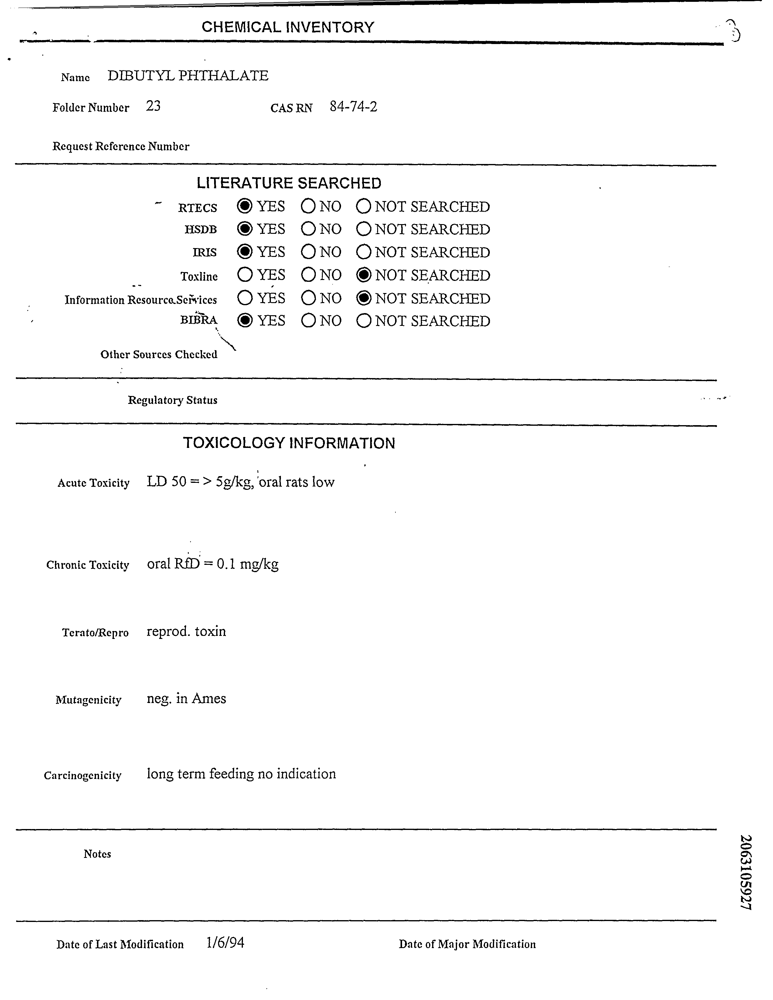 CHEMICAL INVENTORY
Name DIBUTYL PHTHALATE
Folder Number 23 CAS RN 84-74-2
Request Reference Number
LITERATURE SEARCHED
RTECS YES NO NOT SEARCHED
HSDB YES NO NOT SEARCHED
IRIS YES NO NOT SEARCHED
Toxline YES NO NOT SEARCHED
Information Resource Services YES NO NOT SEARCHED
BIBRA YES NO NOT SEARCHED
Other Sources Checked
Regulatory Status
TOXICOLOGY INFORMATION
Acute Toxicity LD 50 = > 5g/kg, oral rats low
Chronic Toxicity oral RfD = 0.1 mg/kg
Terato/Repro reprod. toxin
Mutagenicity neg. in Ames
Carcinogenicity long term feeding no indication
Notes
2063105927
Date of Last Modification 1/6/94 Date of Major Modification